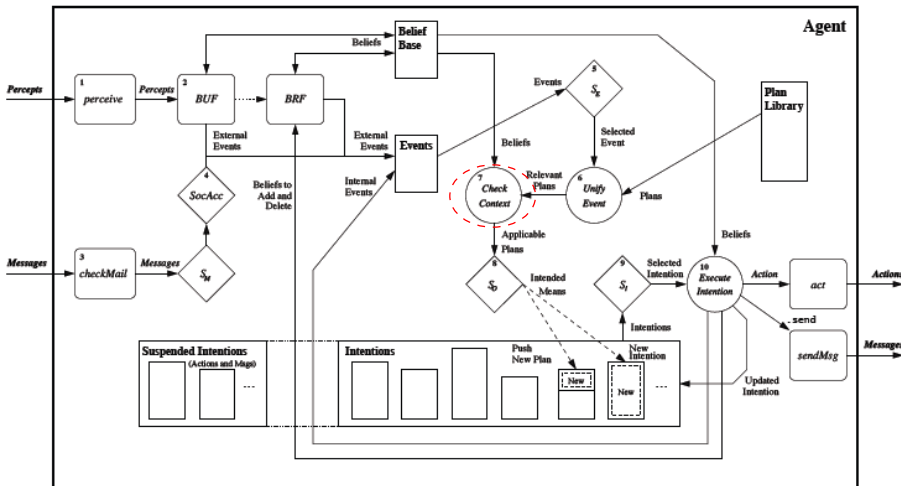 Agent
Belief
Base
Beliefs
Percepts
1
perceive
Percepts
2
BUF
BRF
External
Events
External
Events
Events
Events
5
S_E
Selected
Event
Plan
Library
4
SocAcc
Beliefs to
Add and
Delete
Internal
Events
Beliefs
7
Check
Context
Relevant
Plans
6
Unify
Event
Plans
Messages
3
checkMail
Messages
S_M
Applicable
Plans
8
S_O
Intended
Means
9
S_I
Selected
Intention
Beliefs
10
Execute
Intention
Action
act
Actions
.send
sendMsg
Messages
Intentions
Suspended Intentions
(Actions and Msgs)
...
Intentions
Push
New Plan
New
Intention
New
New
...
Updated
Intention